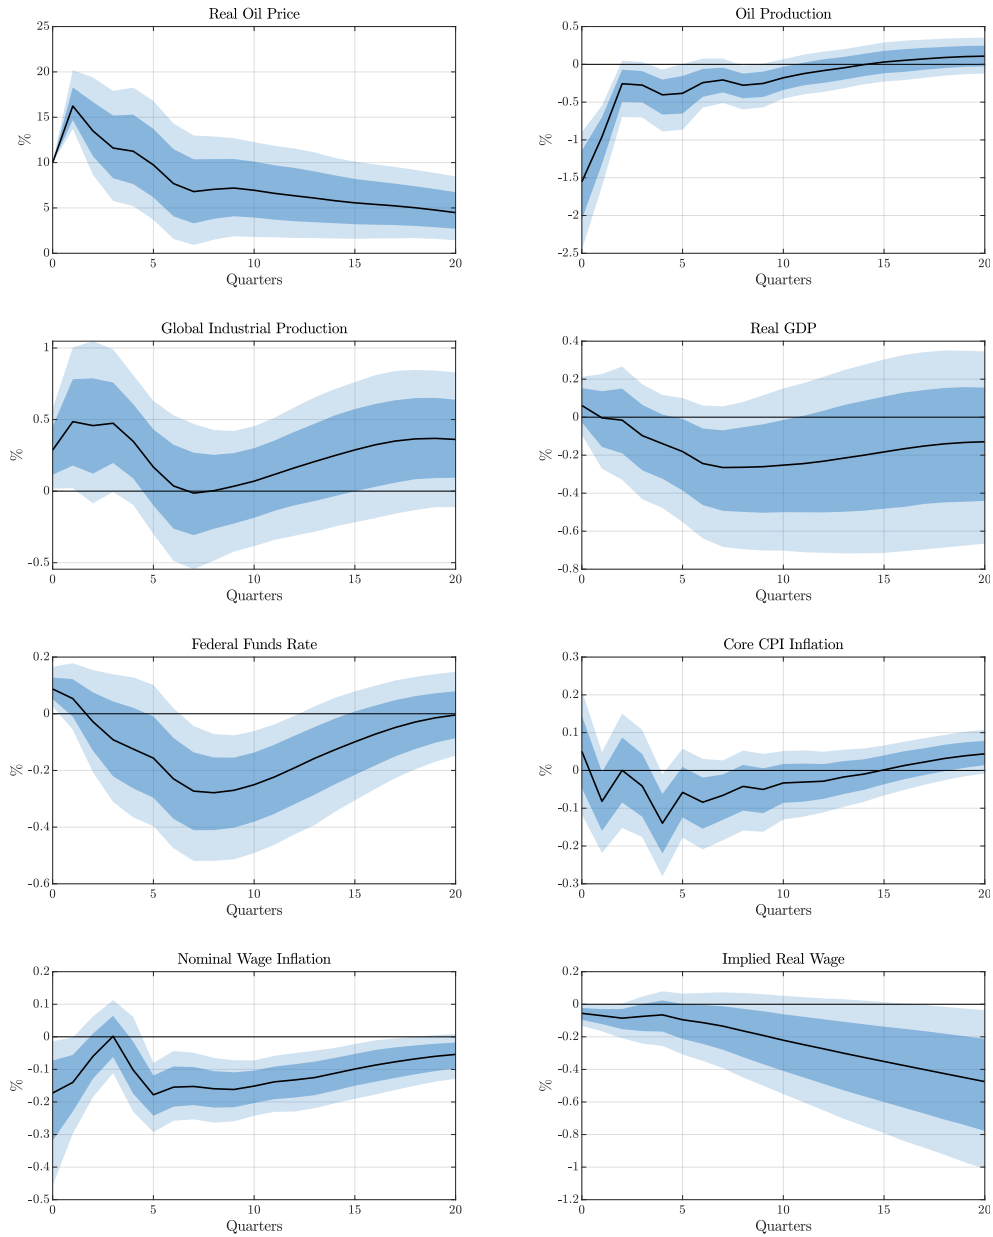 Real Oil Price
25
20
15
10
5
0
%
0 5 10 15 20
Quarters
Oil Production
0.5
0
-0.5
-1
-1.5
-2
-2.5
%
0 5 10 15 20
Quarters
Global Industrial Production
1
0.5
0
-0.5
%
0 5 10 15 20
Quarters
Real GDP
0.4
0.2
0
-0.2
-0.4
-0.6
-0.8
%
0 5 10 15 20
Quarters
Federal Funds Rate
0.2
0
-0.2
-0.4
-0.6
%
0 5 10 15 20
Quarters
Core CPI Inflation
0.3
0.2
0.1
0
-0.1
-0.2
-0.3
%
0 5 10 15 20
Quarters
Nominal Wage Inflation
0.2
0.1
0
-0.1
-0.2
-0.3
-0.4
-0.5
%
0 5 10 15 20
Quarters
Implied Real Wage
0.2
0
-0.2
-0.4
-0.6
-0.8
-1
-1.2
%
0 5 10 15 20
Quarters